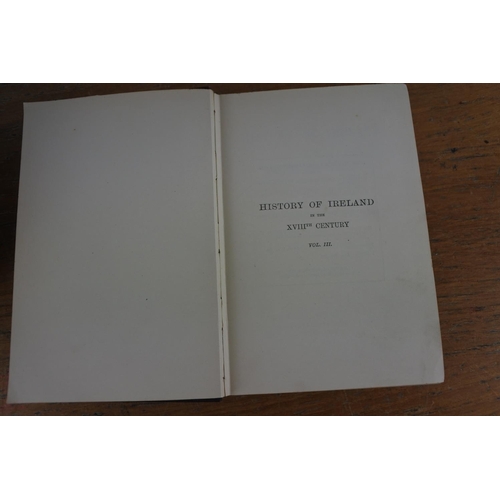 HISTORY OF IRELAND
IN THE
XVIIITH CENTURY
VOL. III.